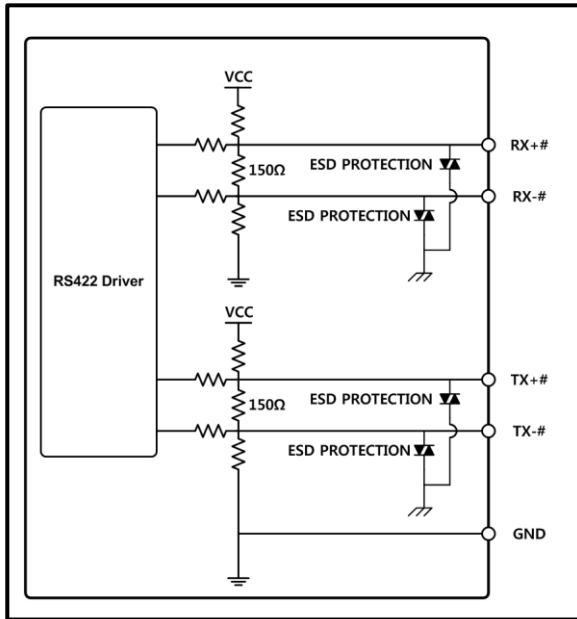 VCC
RX+#
ESD PROTECTION
150Ω
RX-#
ESD PROTECTION
RS422 Driver
VCC
TX+#
ESD PROTECTION
150Ω
TX-#
ESD PROTECTION
GND